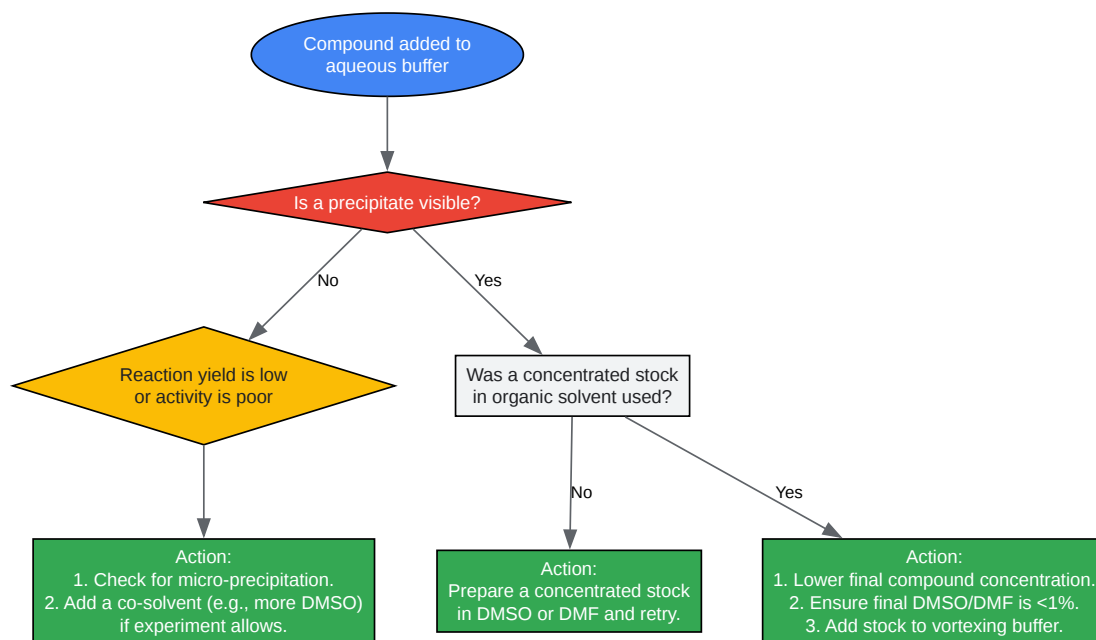 Compound added to
aqueous buffer
Is a precipitate visible?
No
Yes
Reaction yield is low
or activity is poor
Was a concentrated stock
in organic solvent used?
No
Yes
Action:
1. Check for micro-precipitation.
2. Add a co-solvent (e.g., more DMSO)
if experiment allows.
Action:
Prepare a concentrated stock
in DMSO or DMF and retry.
Action:
1. Lower final compound concentration.
2. Ensure final DMSO/DMF is <1%.
3. Add stock to vortexing buffer.